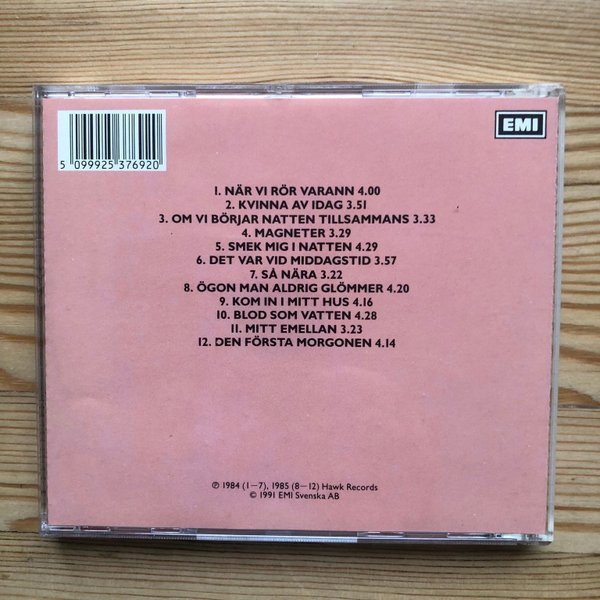 EMI
5 099925 376920
1. NÄR VI RÖR VARANN 4.00
2. KVINNA AV IDAG 3.51
3. OM VI BÖRJAR NATTEN TILLSAMMANS 3.33
4. MAGNETER 3.29
5. SMEK MIG I NATTEN 4.29
6. DET VAR VID MIDDAGSTID 3.57
7. SÅ NÄRA 3.22
8. ÖGON MAN ALDRIG GLÖMMER 4.20
9. KOM IN I MITT HUS 4.16
10. BLOD SOM VATTEN 4.28
11. MITT EMELLAN 3.23
12. DEN FÖRSTA MORGONEN 4.14
℗ 1984 (1–7), 1985 (8–12) Hawk Records
© 1991 EMI Svenska AB